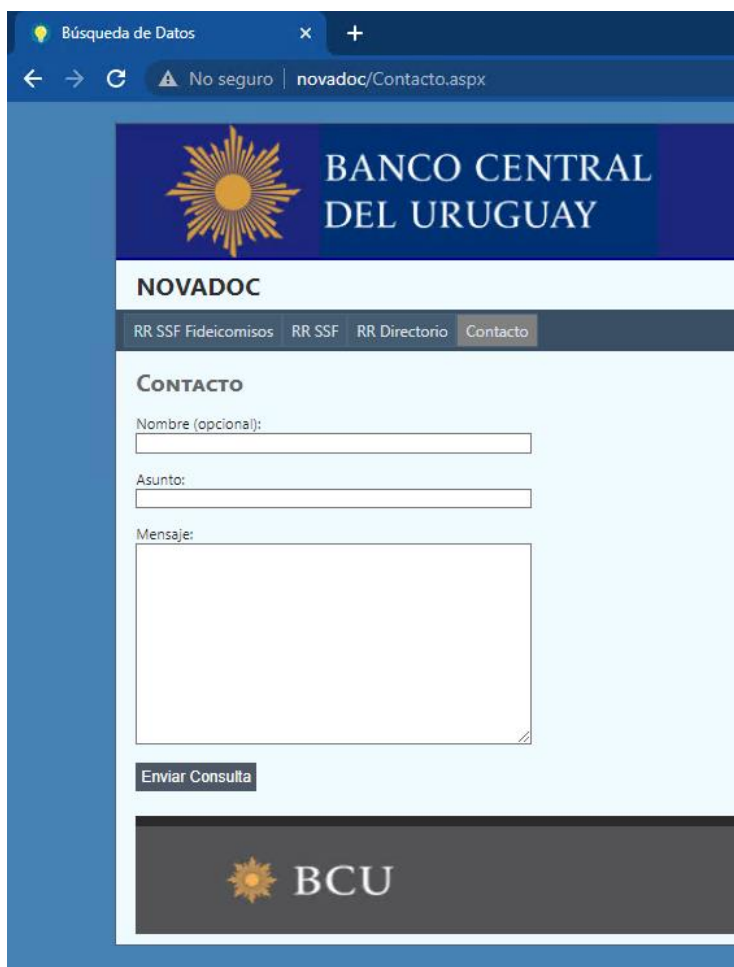 Búsqueda de Datos
No seguro | novadoc/Contacto.aspx
BANCO CENTRAL
DEL URUGUAY
NOVADOC
RR SSF Fideicomisos RR SSF RR Directorio Contacto
CONTACTO
Nombre (opcional):
Asunto:
Mensaje:
Enviar Consulta
BCU